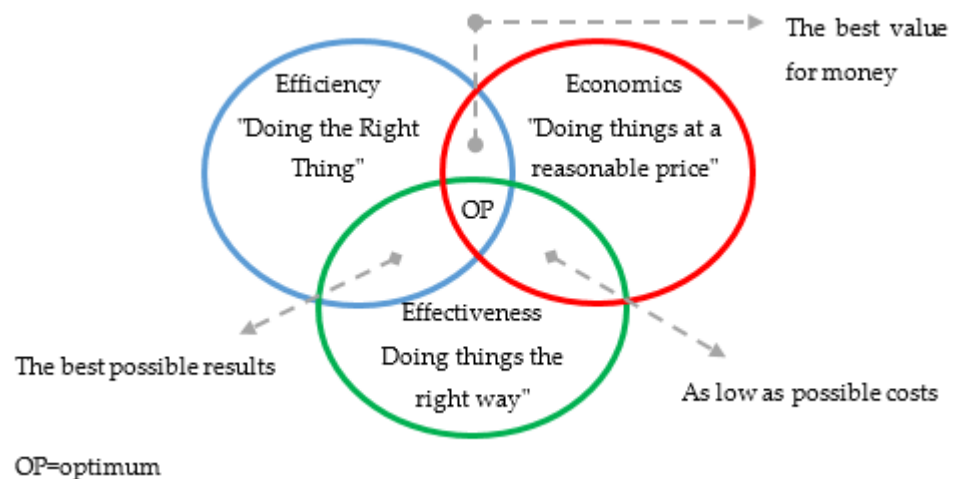 The best value
for money
Efficiency
"Doing the Right
Thing"
Economics
"Doing things at a
reasonable price"
OP
Effectiveness
Doing things the
right way"
The best possible results
As low as possible costs
OP=optimum